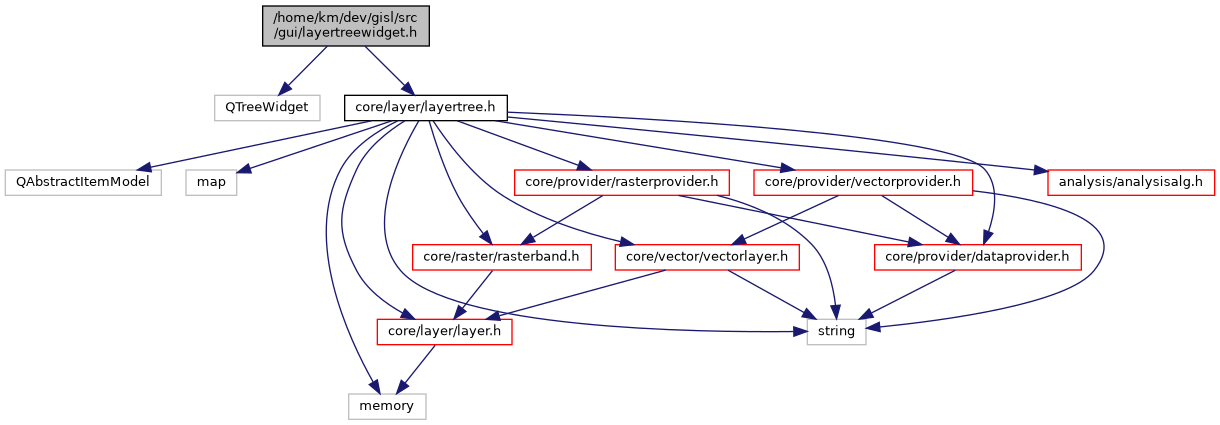 /home/km/dev/gisl/src
/gui/layertreewidget.h
QTreeWidget
core/layer/layertree.h
QAbstractItemModel
map
core/provider/rasterprovider.h
core/provider/vectorprovider.h
analysis/analysisalg.h
core/raster/rasterband.h
core/vector/vectorlayer.h
core/provider/dataprovider.h
core/layer/layer.h
string
memory